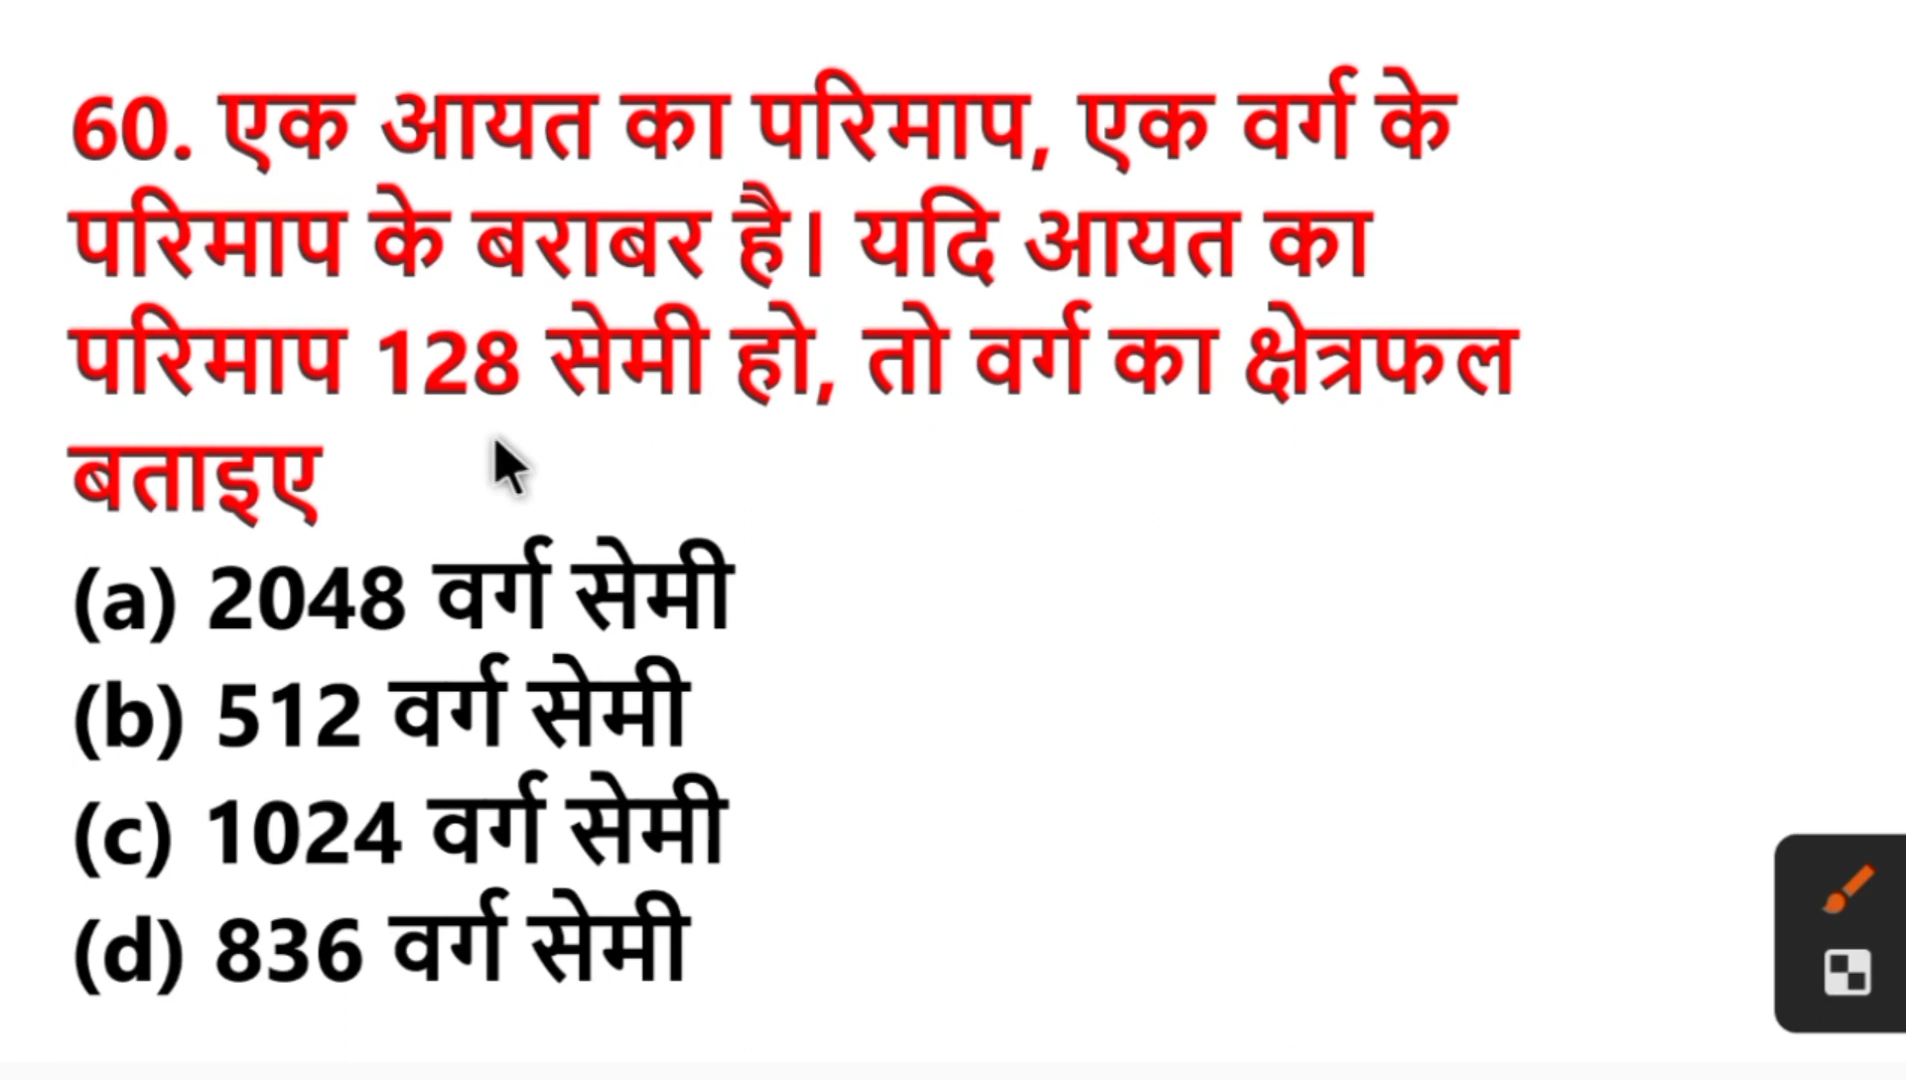 60. एक आयत का परिमाप, एक वर्ग के
परिमाप के बराबर है। यदि आयत का
परिमाप 128 सेमी हो, तो वर्ग का क्षेत्रफल
बताइए
(a) 2048 वर्ग सेमी
(b) 512 वर्ग सेमी
(c) 1024 वर्ग सेमी
(d) 836 वर्ग सेमी